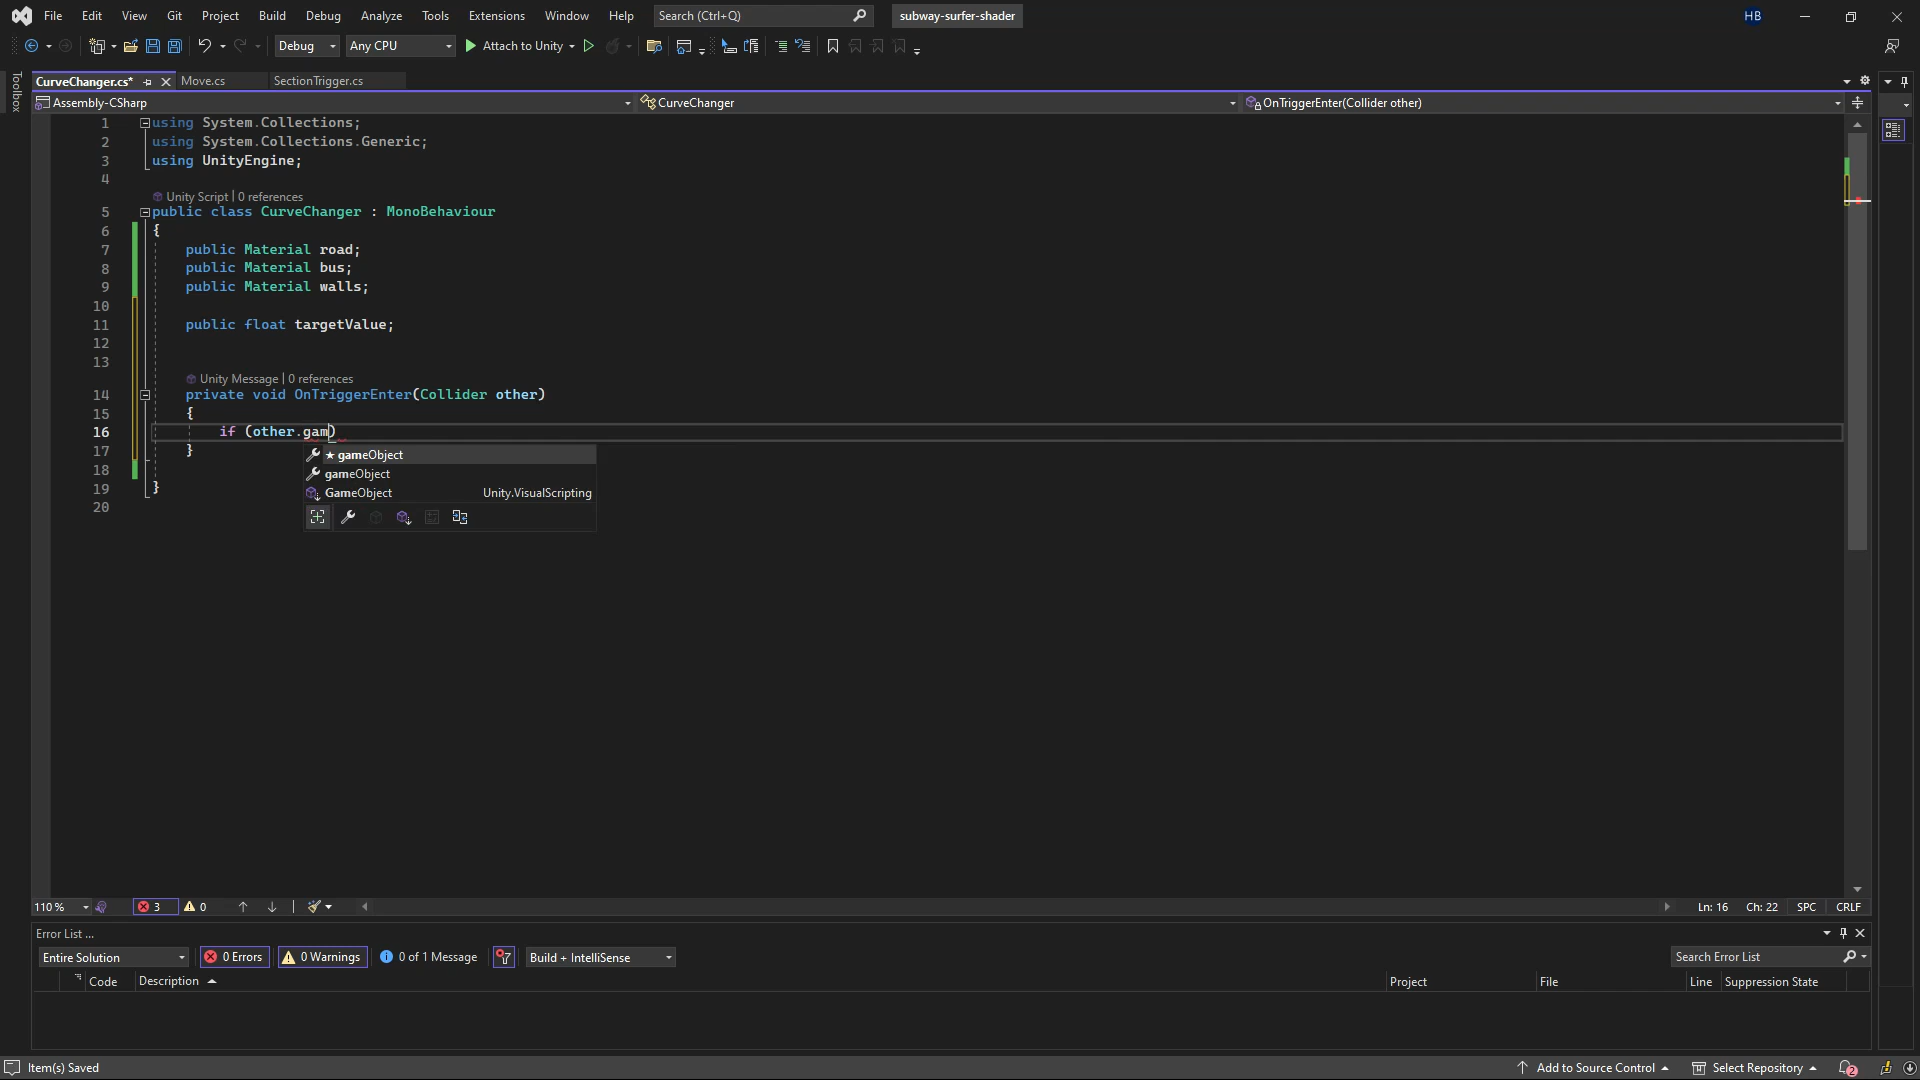 File Edit View Git Project Build Debug Analyze Tools Extensions Window Help Search (Ctrl+Q) subway-surfer-shader HB
Debug Any CPU Attach to Unity
Toolbox
CurveChanger.cs* Move.cs SectionTrigger.cs
Assembly-CSharp CurveChanger OnTriggerEnter(Collider other)
1 using System.Collections;
2 using System.Collections.Generic;
3 using UnityEngine;
4
Unity Script | 0 references
5 public class CurveChanger : MonoBehaviour
6 {
7 public Material road;
8 public Material bus;
9 public Material walls;
10
11 public float targetValue;
12
13
Unity Message | 0 references
14 private void OnTriggerEnter(Collider other)
15 {
16 if (other.gam)
17 }
18
19 }
20
★ gameObject
gameObject
GameObject Unity.VisualScripting
110 % 3 0 Ln: 16 Ch: 22 SPC CRLF
Error List ...
Entire Solution 0 Errors 0 Warnings 0 of 1 Message Build + IntelliSense Search Error List
Code Description Project File Line Suppression State
Item(s) Saved Add to Source Control Select Repository 2